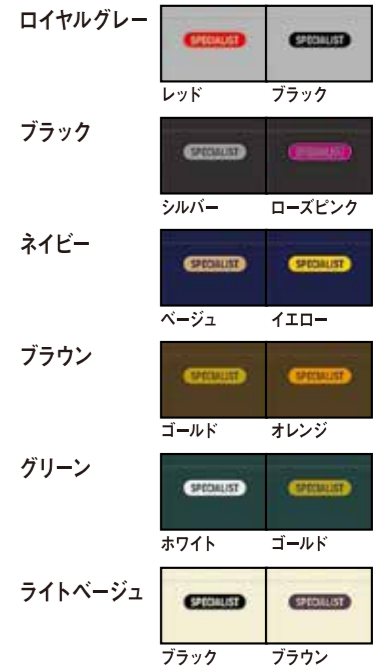 ロイヤルグレー
SPECIALIST SPECIALIST
レッド ブラック
ブラック
SPECIALIST SPECIALIST
シルバー ローズピンク
ネイビー
SPECIALIST SPECIALIST
ベージュ イエロー
ブラウン
SPECIALIST SPECIALIST
ゴールド オレンジ
グリーン
SPECIALIST SPECIALIST
ホワイト ゴールド
ライトベージュ
SPECIALIST SPECIALIST
ブラック ブラウン